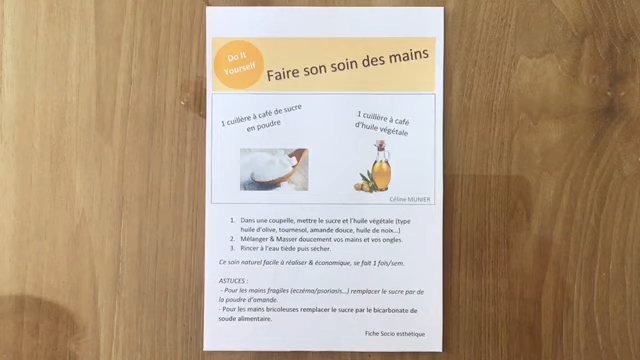 Do It
Yourself
Faire son soin des mains
1 cuillère à café de sucre
en poudre
1 cuillère à café
d'huile végétale
Céline MUNIER
1. Dans une coupelle, mettre le sucre et l'huile végétale (type
huile d'olive, tournesol, amande douce, huile de noix...)
2. Mélanger & Masser doucement vos mains et vos ongles.
3. Rincer à l'eau tiède puis sécher.
Ce soin naturel facile à réaliser & économique, se fait 1 fois/sem.
ASTUCES :
- Pour les mains fragiles (eczéma/psoriasis...) remplacer le sucre par de
la poudre d'amande.
- Pour les mains bricoleuses remplacer le sucre par le bicarbonate de
soude alimentaire.
Fiche Socio esthétique